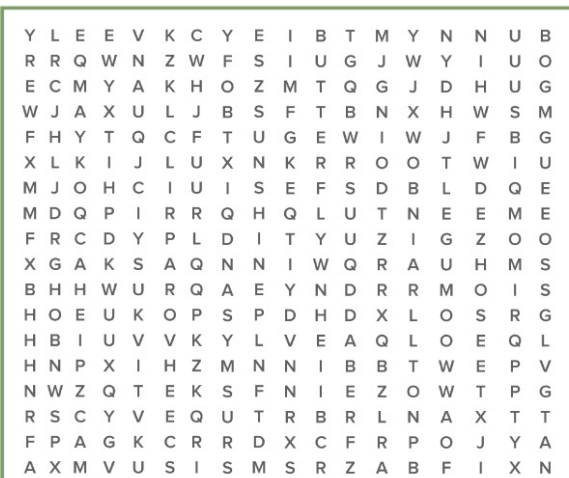 Y L E E V K C Y E I B T M Y N N U B
R R Q W N Z W F S I U G J W Y I U O
E C M Y A K H O Z M T Q G J D H U G
W J A X U L J B S F T B N X H W S M
F H Y T Q C F T U G E W I W J F B G
X L K I J L U X N K R R O O T W I U
M J O H C I U I S E F S D B L D Q E
M D Q P I R R Q H Q L U T N E E M E
F R C D Y P L D I T Y U Z I G Z O O
X G A K S A Q N N I W Q R A U H M S
B H H W U R Q A E Y N D R R M O I S
H O E U K O P S P D H D X L O S R G
H B I U V V K Y L V E A Q L O E Q L
H N P X I H Z M N N I B B T W E P V
N W Z Q T E K S F N I E Z O W T P G
R S C Y V E Q U T R B R L N A X T T
F P A G K C R R D X C F R P O J Y A
A X M V U S I S M S R Z A B F I X N